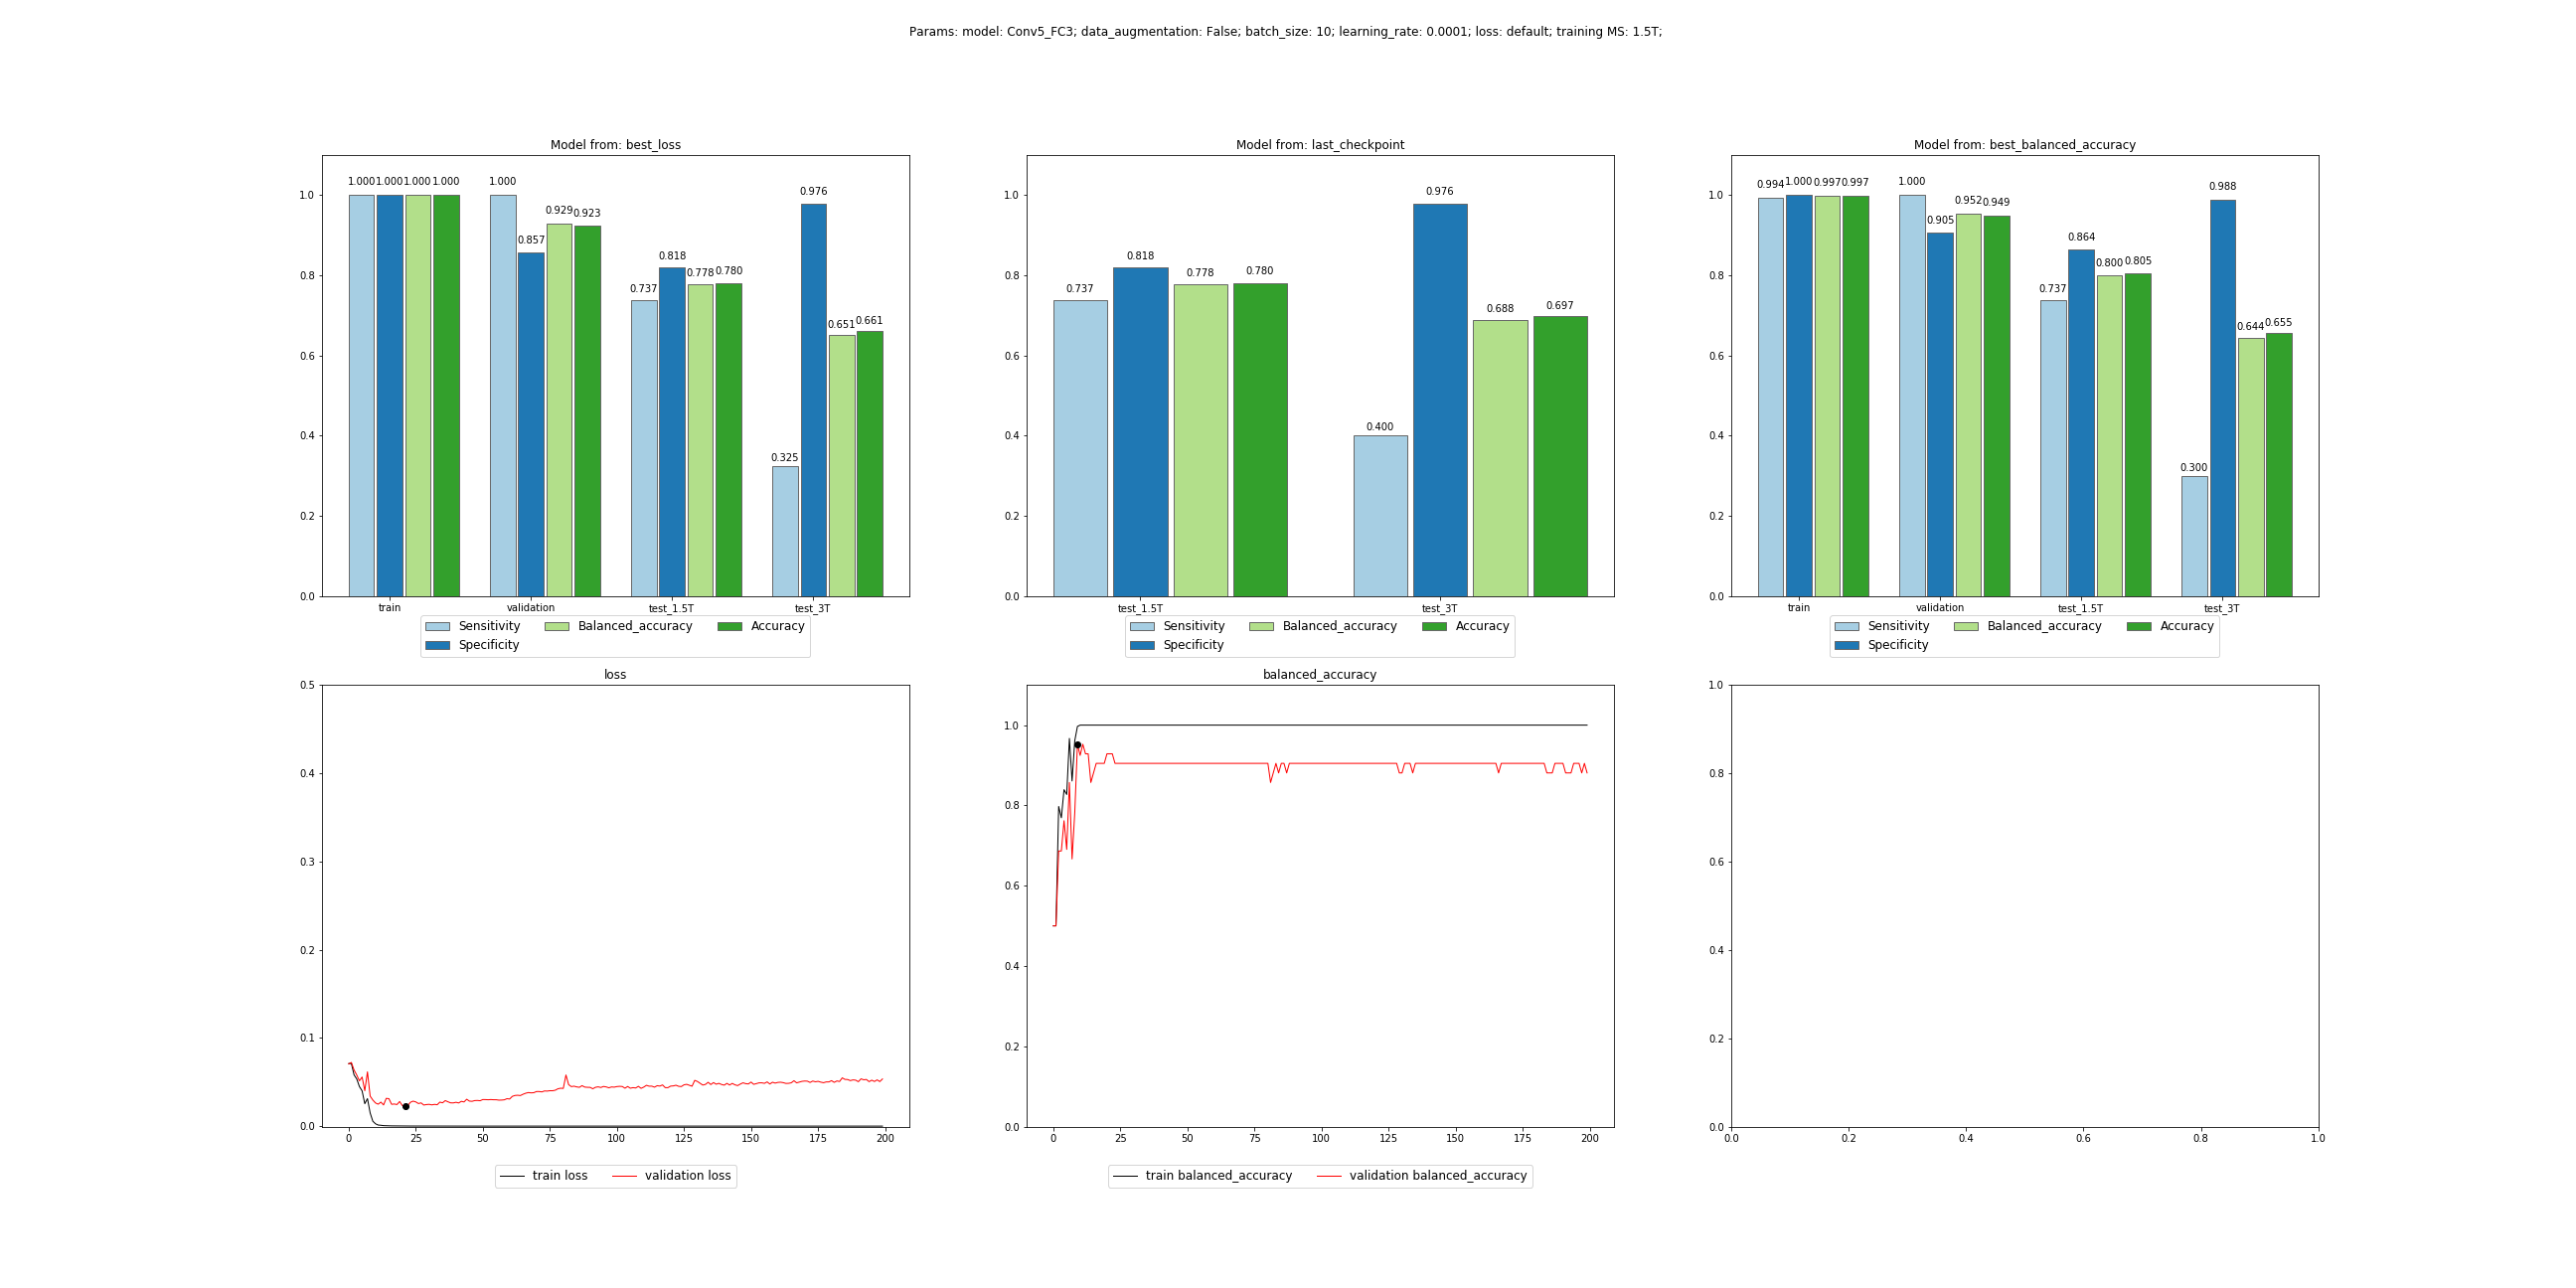 Params: model: Conv5_FC3; data_augmentation: False; batch_size: 10; learning_rate: 0.0001; loss: default; training MS: 1.5T;
Model from: best_loss
1.000 1.000 1.000 1.000 1.000 0.857 0.929 0.923 0.737 0.818 0.778 0.780 0.325 0.976 0.651 0.661
1.0
0.8
0.6
0.4
0.2
0.0
train validation test_1.5T test_3T
Sensitivity Balanced_accuracy Accuracy
Specificity
Model from: last_checkpoint
0.737 0.818 0.778 0.780 0.400 0.976 0.688 0.697
1.0
0.8
0.6
0.4
0.2
0.0
test_1.5T test_3T
Sensitivity Balanced_accuracy Accuracy
Specificity
Model from: best_balanced_accuracy
0.994 1.000 0.997 0.997 1.000 0.905 0.952 0.949 0.737 0.864 0.800 0.805 0.300 0.988 0.644 0.655
1.0
0.8
0.6
0.4
0.2
0.0
train validation test_1.5T test_3T
Sensitivity Balanced_accuracy Accuracy
Specificity
loss
0.5
0.4
0.3
0.2
0.1
0.0
0 25 50 75 100 125 150 175 200
train loss validation loss
balanced_accuracy
1.0
0.8
0.6
0.4
0.2
0.0
0 25 50 75 100 125 150 175 200
train balanced_accuracy validation balanced_accuracy
1.0
0.8
0.6
0.4
0.2
0.0
0.0 0.2 0.4 0.6 0.8 1.0